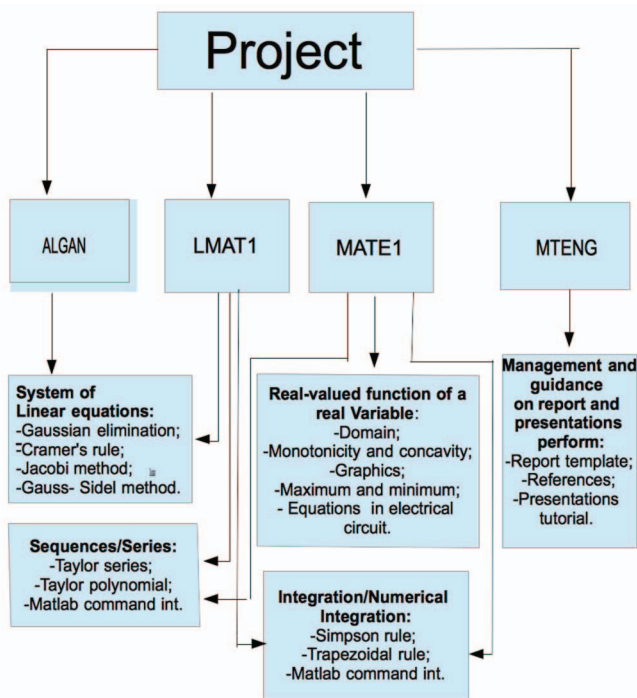 Project
ALGAN
LMAT1
MATE1
MTENG
System of
Linear equations:
-Gaussian elimination;
-Cramer's rule;
-Jacobi method;
-Gauss- Sidel method.
Real-valued function of a
real Variable:
-Domain;
-Monotonicity and concavity;
-Graphics;
-Maximum and minimum;
- Equations in electrical
circuit.
Management and
guidance
on report and
presentations
perform:
-Report template;
-References;
-Presentations
tutorial.
Sequences/Series:
-Taylor series;
-Taylor polynomial;
-Matlab command int.
Integration/Numerical
Integration:
-Simpson rule;
-Trapezoidal rule;
-Matlab command int.